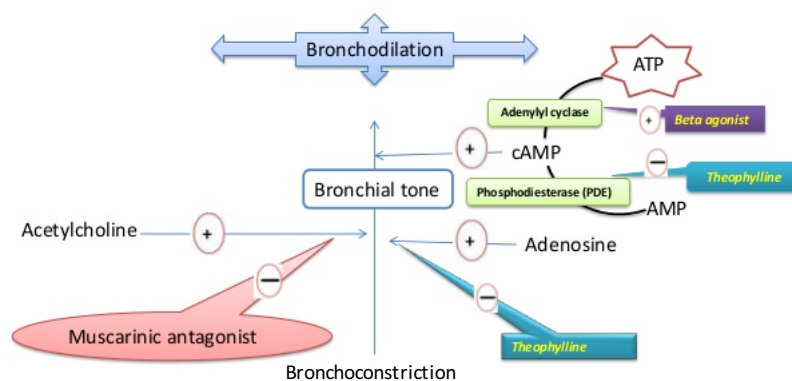 Bronchodilation
ATP
Adenylyl cyclase
+
Beta agonist
+
cAMP
−
Theophylline
Bronchial tone
Phosphodiesterase (PDE)
AMP
Acetylcholine
+
+
Adenosine
−
−
Muscarinic antagonist
Theophylline
Bronchoconstriction